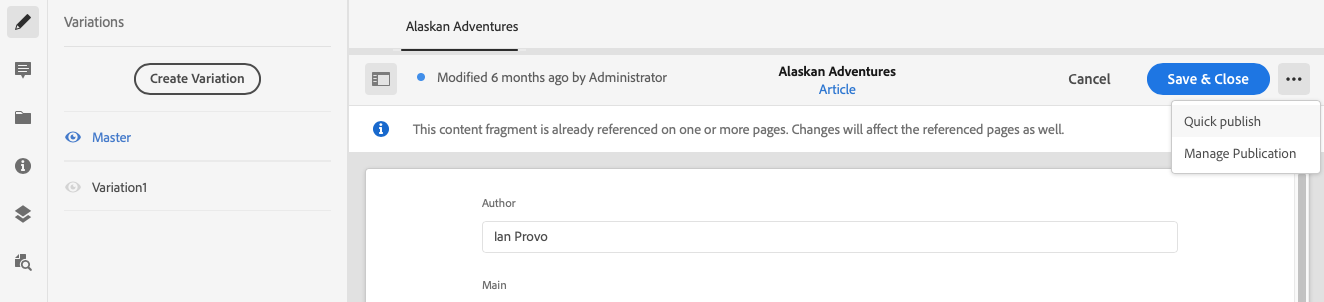 Variations
Alaskan Adventures
Create Variation
Modified 6 months ago by Administrator
Alaskan Adventures
Article
Cancel
Save & Close
Quick publish
Manage Publication
This content fragment is already referenced on one or more pages. Changes will affect the referenced pages as well.
Master
Variation1
Author
Ian Provo
Main